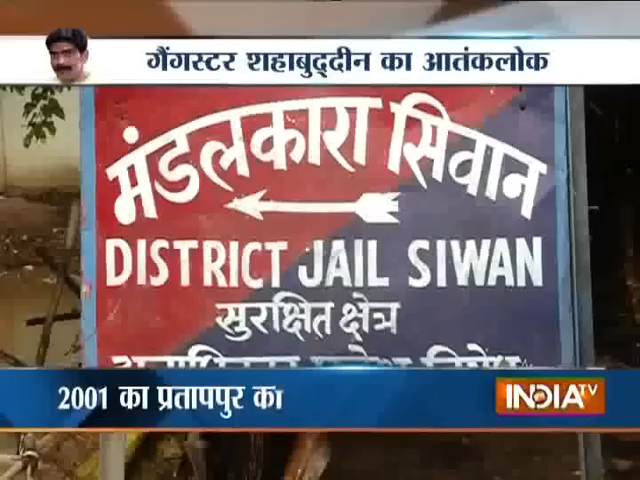 गैंगस्टर शहाबुद्दीन का आतंकलोक
मंडलकारा सिवान
DISTRICT JAIL SIWAN
सुरक्षित क्षेत्र
2001 का प्रतापपुर का
INDIA TV